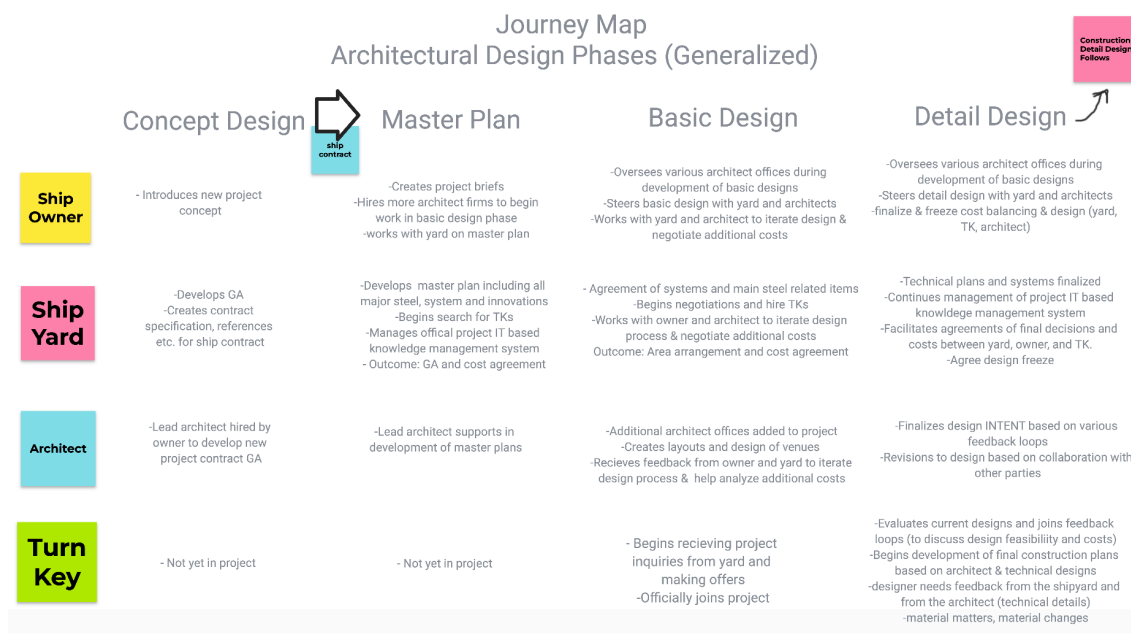 Journey Map
Architectural Design Phases (Generalized)
Construction
Detail Design
Follows
Concept Design
ship
contract
Master Plan
Basic Design
Detail Design
Ship
Owner
- Introduces new project
concept
-Creates project briefs
-Hires more architect firms to begin
work in basic design phase
-works with yard on master plan
-Oversees various architect offices during
development of basic designs
-Steers basic design with yard and architects
-Works with yard and architect to iterate design &
negotiate additional costs
-Oversees various architect offices during
development of basic designs
-Steers detail design with yard and architects
-finalize & freeze cost balancing & design (yard,
TK, architect)
Ship
Yard
-Develops GA
-Creates contract
specification, references
etc. for ship contract
-Develops master plan including all
major steel, system and innovations
-Begins search for TKs
-Manages offical project IT based
knowledge management system
- Outcome: GA and cost agreement
- Agreement of systems and main steel related items
-Begins negotiations and hire TKs
-Works with owner and architect to iterate design
process & negotiate additional costs
Outcome: Area arrangement and cost agreement
-Technical plans and systems finalized
-Continues management of project IT based
knowldege management system
-Facilitates agreements of final decisions and
costs between yard, owner, and TK.
-Agree design freeze
Architect
-Lead architect hired by
owner to develop new
project contract GA
-Lead architect supports in
development of master plans
-Additional architect offices added to project
-Creates layouts and design of venues
-Recieves feedback from owner and yard to iterate
design process & help analyze additional costs
-Finalizes design INTENT based on various
feedback loops
-Revisions to design based on collaboration with
other parties
Turn
Key
- Not yet in project
- Not yet in project
- Begins recieving project
inquiries from yard and
making offers
-Officially joins project
-Evaluates current designs and joins feedback
loops (to discuss design feasibiliity and costs)
-Begins development of final construction plans
based on architect & technical designs
-designer needs feedback from the shipyard and
from the architect (technical details)
-material matters, material changes